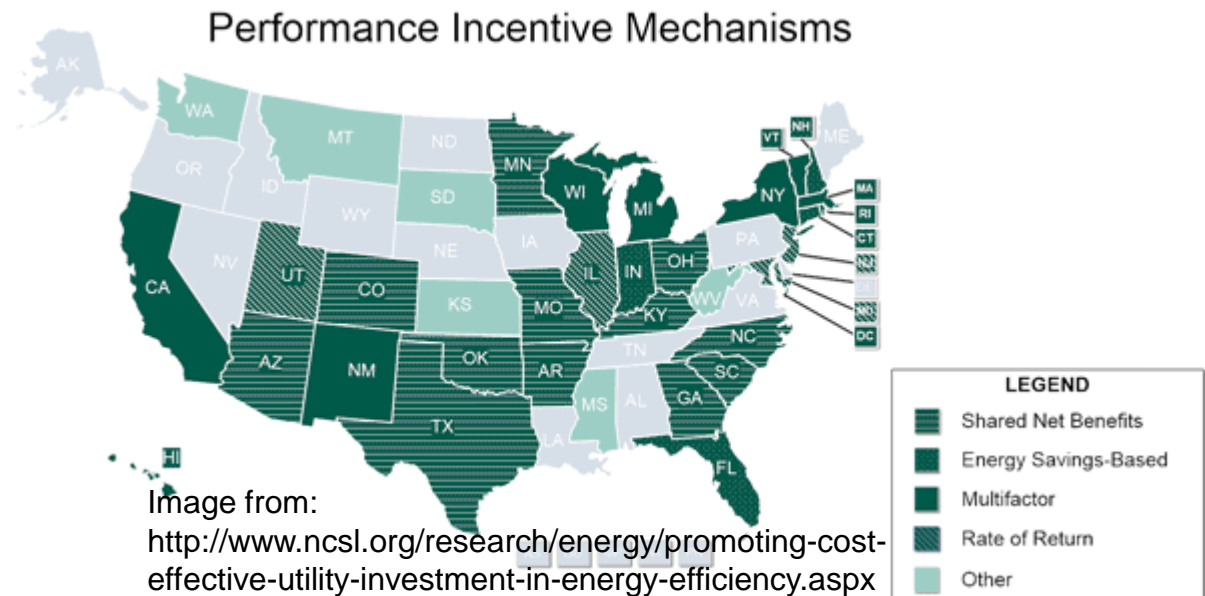 Performance Incentive Mechanisms
AK
WA
MT
ND
MN
VT
NH
ME
OR
ID
SD
WI
MI
NY
MA
WY
RI
IA
PA
CT
NE
NJ
NV
UT
IL
IN
OH
CA
CO
KS
MO
WV
VA
KY
DC
AZ
NM
OK
AR
TN
NC
SC
MS
AL
GA
TX
LA
FL
HI
Image from:
http://www.ncsl.org/research/energy/promoting-cost-
effective-utility-investment-in-energy-efficiency.aspx
LEGEND
Shared Net Benefits
Energy Savings-Based
Multifactor
Rate of Return
Other